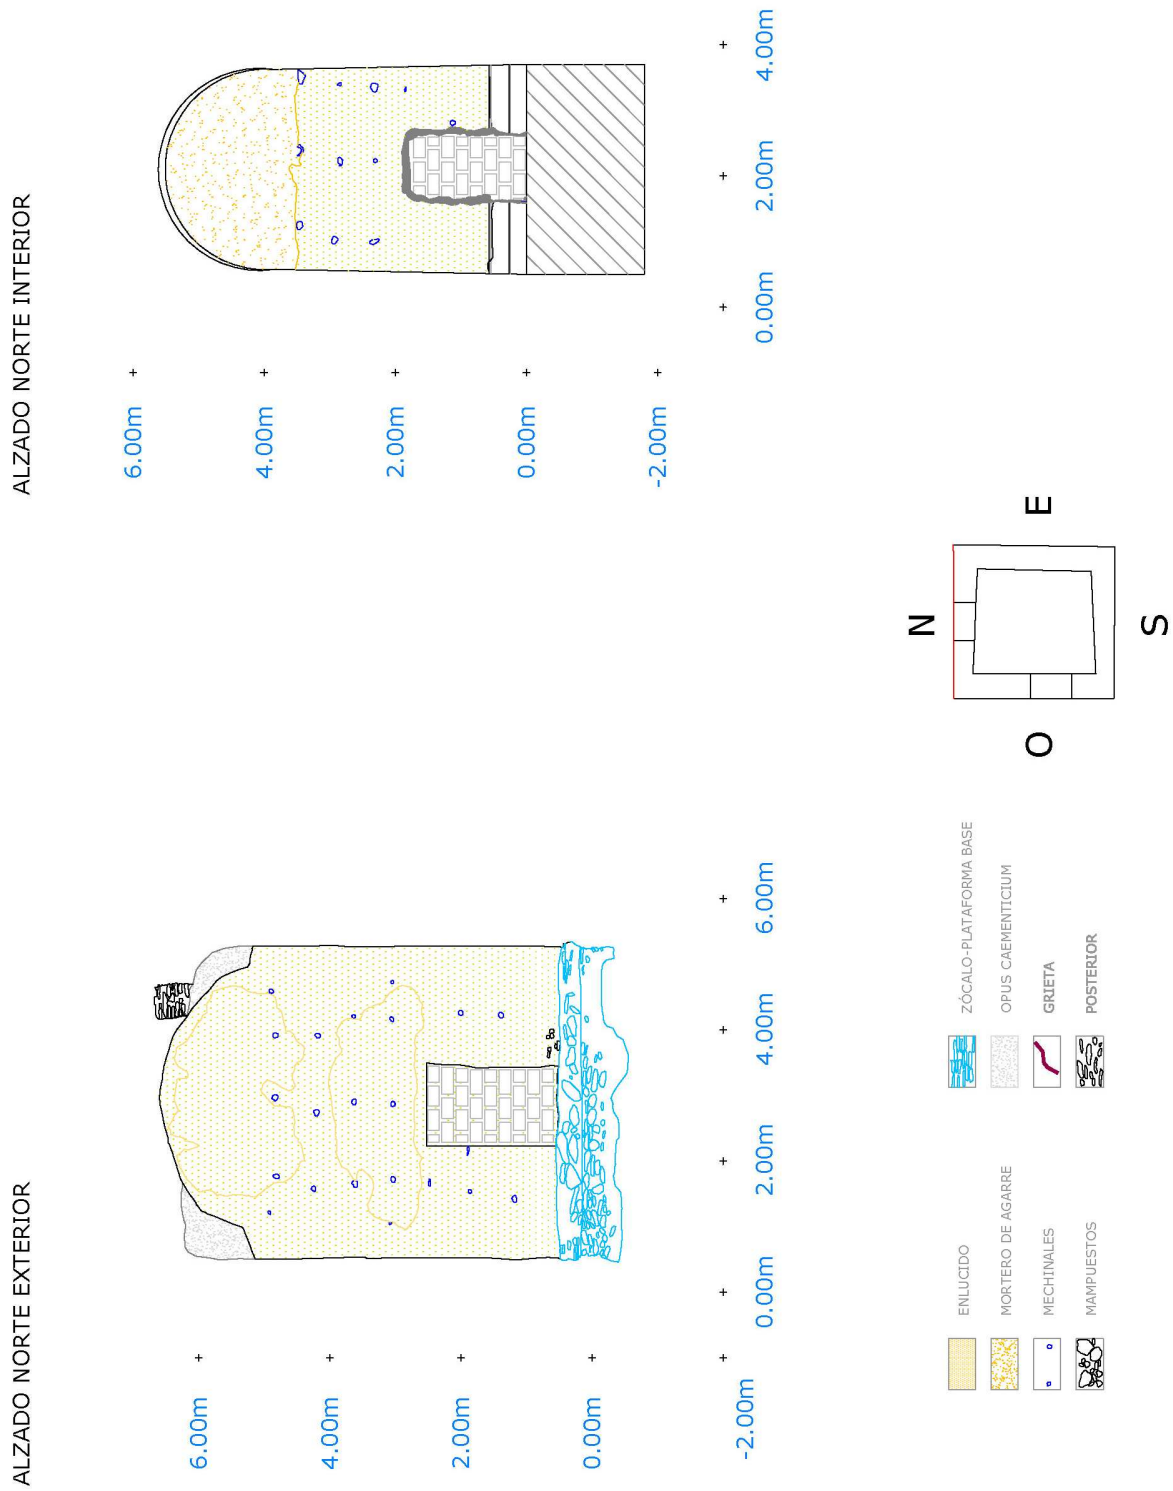 ALZADO NORTE EXTERIOR
6.00m
4.00m
2.00m
0.00m
-2.00m
0.00m
2.00m
4.00m
6.00m
ALZADO NORTE INTERIOR
6.00m
4.00m
2.00m
0.00m
-2.00m
0.00m
2.00m
4.00m
ENLUCIDO
MORTERO DE AGARRE
MECHINALES
MAMPUESTOS
ZÓCALO-PLATAFORMA BASE
OPUS CAEMENTICIUM
GRIETA
POSTERIOR
N
O
E
S